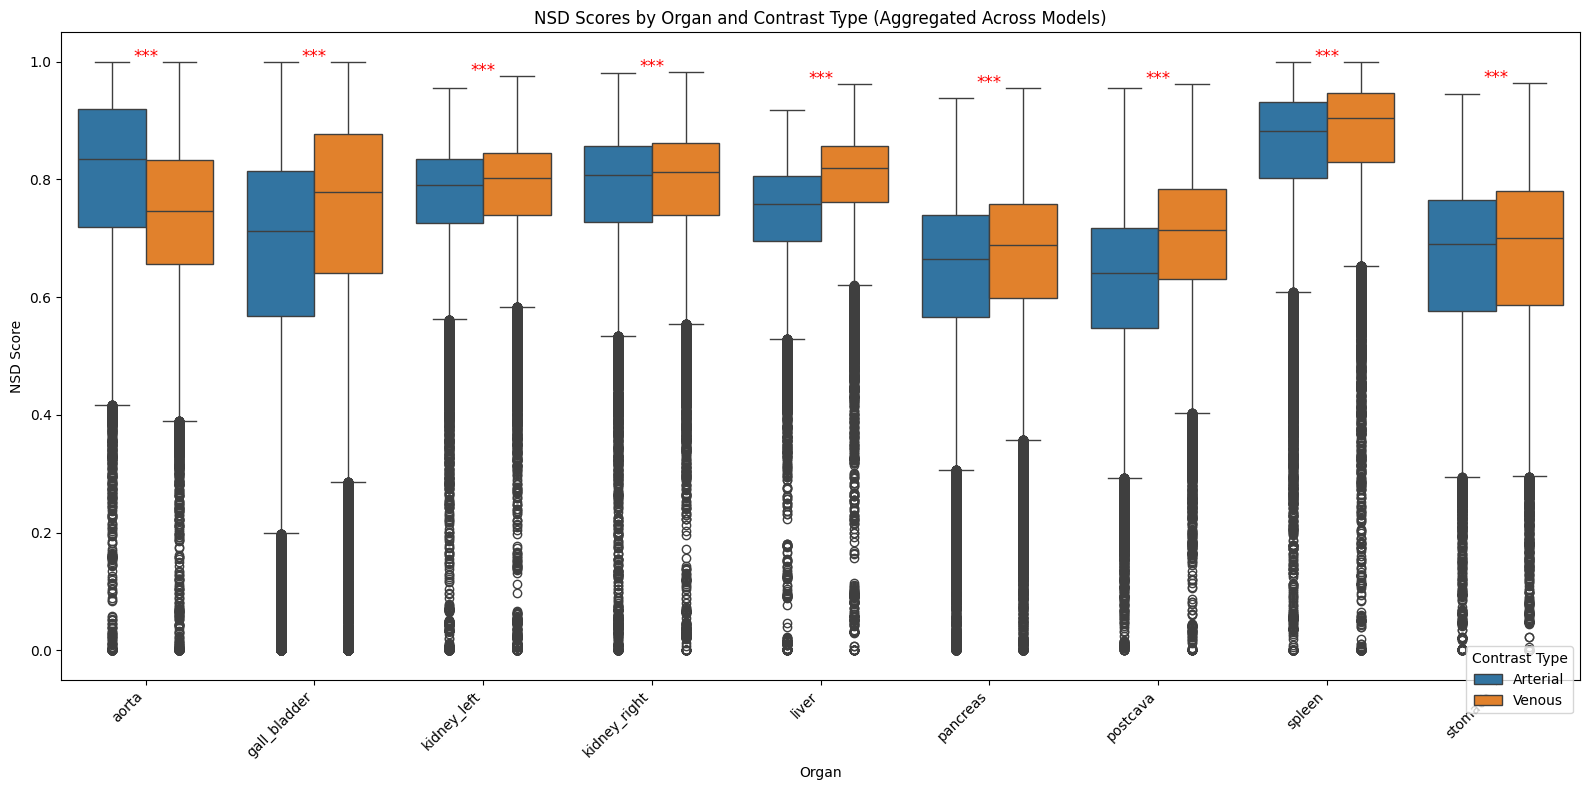 NSD Scores by Organ and Contrast Type (Aggregated Across Models)
NSD Score
1.0
0.8
0.6
0.4
0.2
0.0
*** *** *** *** *** *** *** *** ***
aorta
gall_bladder
kidney_left
kidney_right
liver
pancreas
postcava
spleen
Organ
Contrast Type
Arterial
Venous